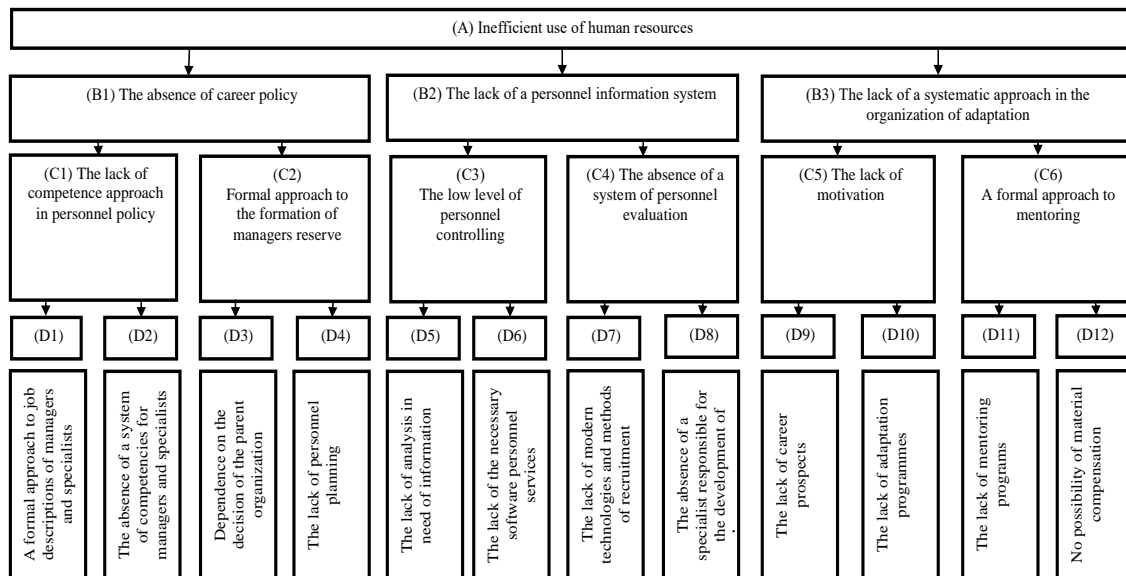 (A) Inefficient use of human resources
(B1) The absence of career policy
(B2) The lack of a personnel information system
(B3) The lack of a systematic approach in the
organization of adaptation
(C1) The lack of
competence approach
in personnel policy
(C2)
Formal approach to
the formation of
managers reserve
(C3)
The low level of
personnel
controlling
(C4) The absence of a
system of personnel
evaluation
(C5) The lack of
motivation
(C6)
A formal approach to
mentoring
(D1)
(D2)
(D3)
(D4)
(D5)
(D6)
(D7)
(D8)
(D9)
(D10)
(D11)
(D12)
A formal approach to job
descriptions of managers
and specialists
The absence of a system
of competencies for
managers and specialists
Dependence on the
decision of the parent
organization
The lack of personnel
planning
The lack of analysis in
need of information
The lack of the necessary
software personnel
services
The lack of modern
technologies and methods
of recruitment
The absence of a
specialist responsible for
the development of
The lack of career
prospects
The lack of adaptation
programmes
The lack of mentoring
programs
No possibility of material
compensation